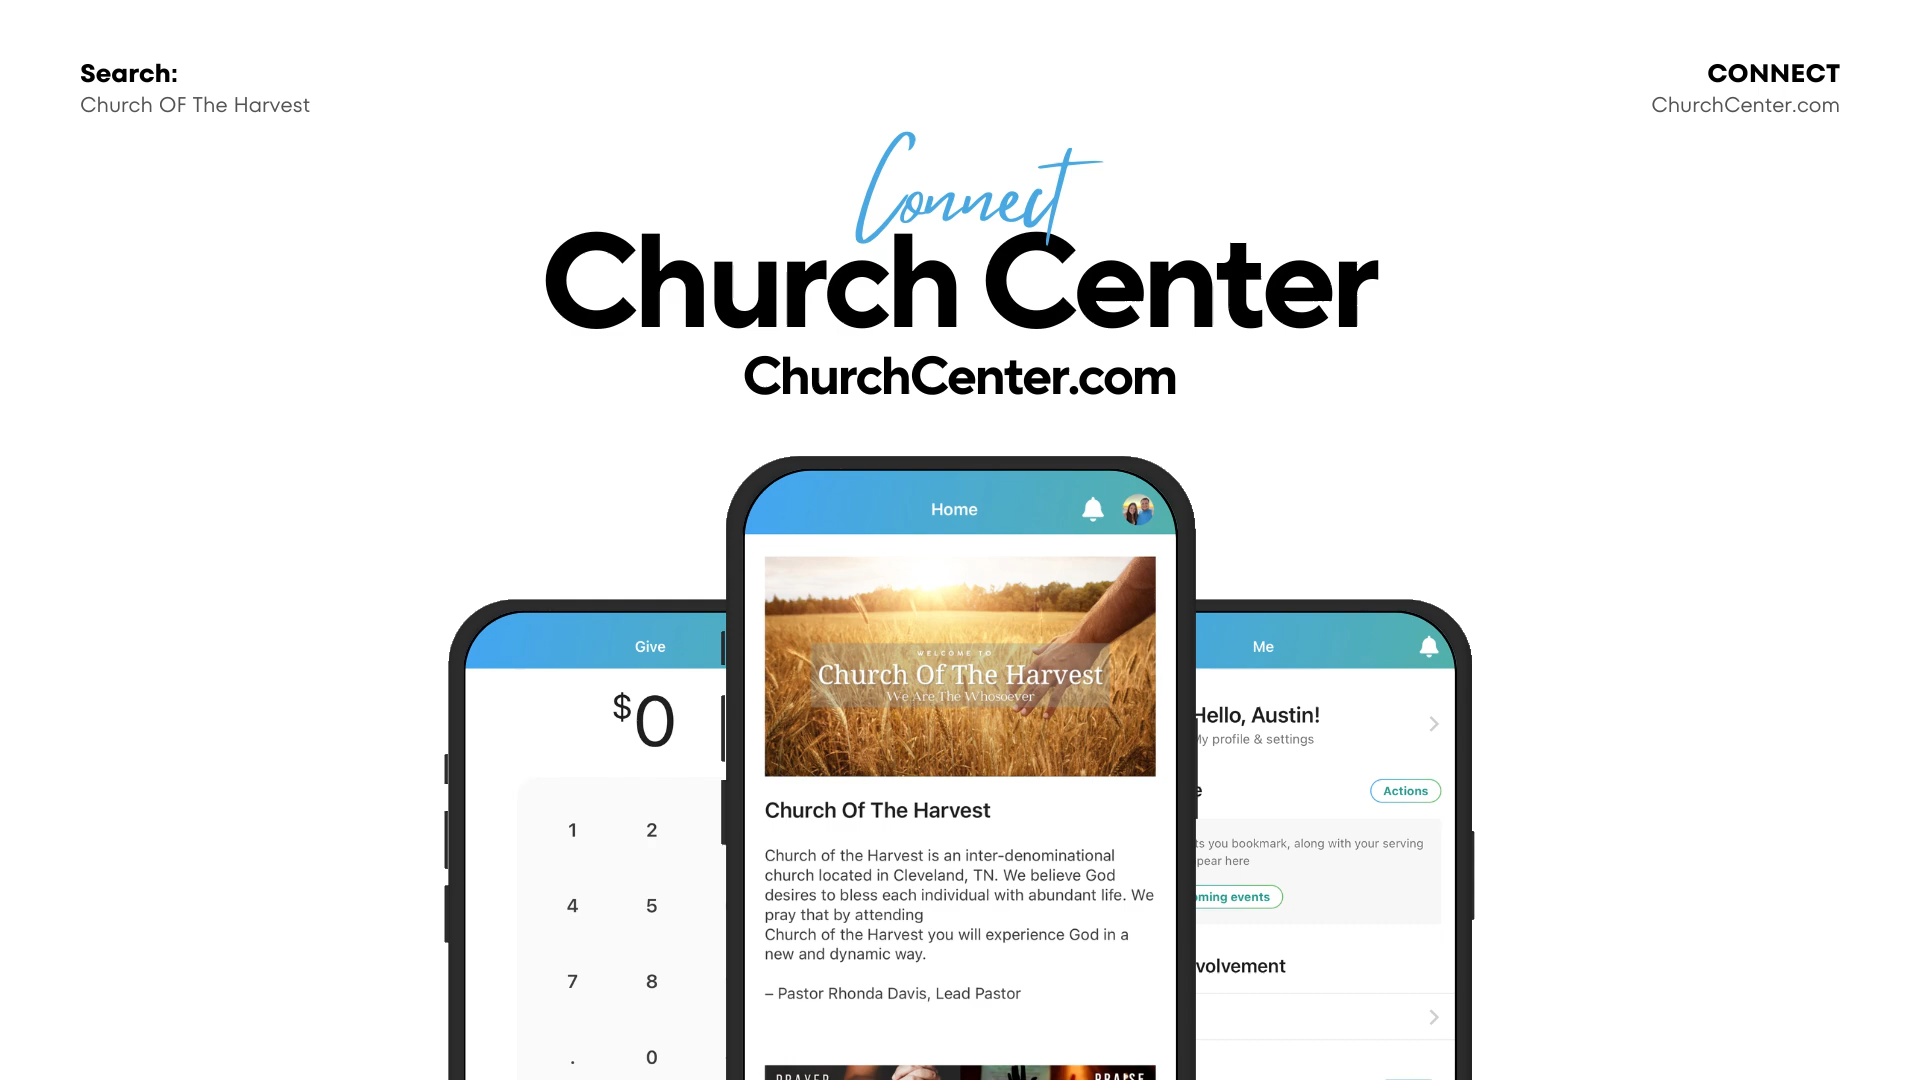 Search:
Church OF The Harvest
CONNECT
ChurchCenter.com
Connect
Church Center
ChurchCenter.com
Give
$0
1 2
4 5
7 8
. 0
Home
WELCOME TO
Church Of The Harvest
We Are The Whosoever
Church Of The Harvest
Church of the Harvest is an inter-denominational
church located in Cleveland, TN. We believe God
desires to bless each individual with abundant life. We
pray that by attending
Church of the Harvest you will experience God in a
new and dynamic way.
– Pastor Rhonda Davis, Lead Pastor
PRAYER
PRAISE
Me
Hello, Austin!
My profile & settings
Actions
ts you bookmark, along with your serving
pear here
oming events
volvement